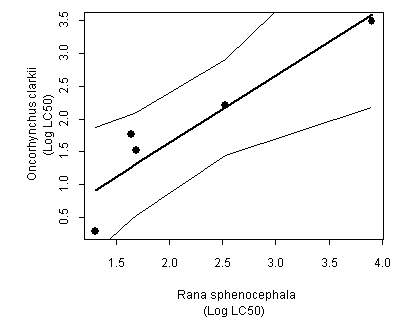 Oncorhynchus clarkii
(Log LC50)
3.5
3.0
2.5
2.0
1.5
1.0
0.5
1.5 2.0 2.5 3.0 3.5 4.0
Rana sphenocephala
(Log LC50)